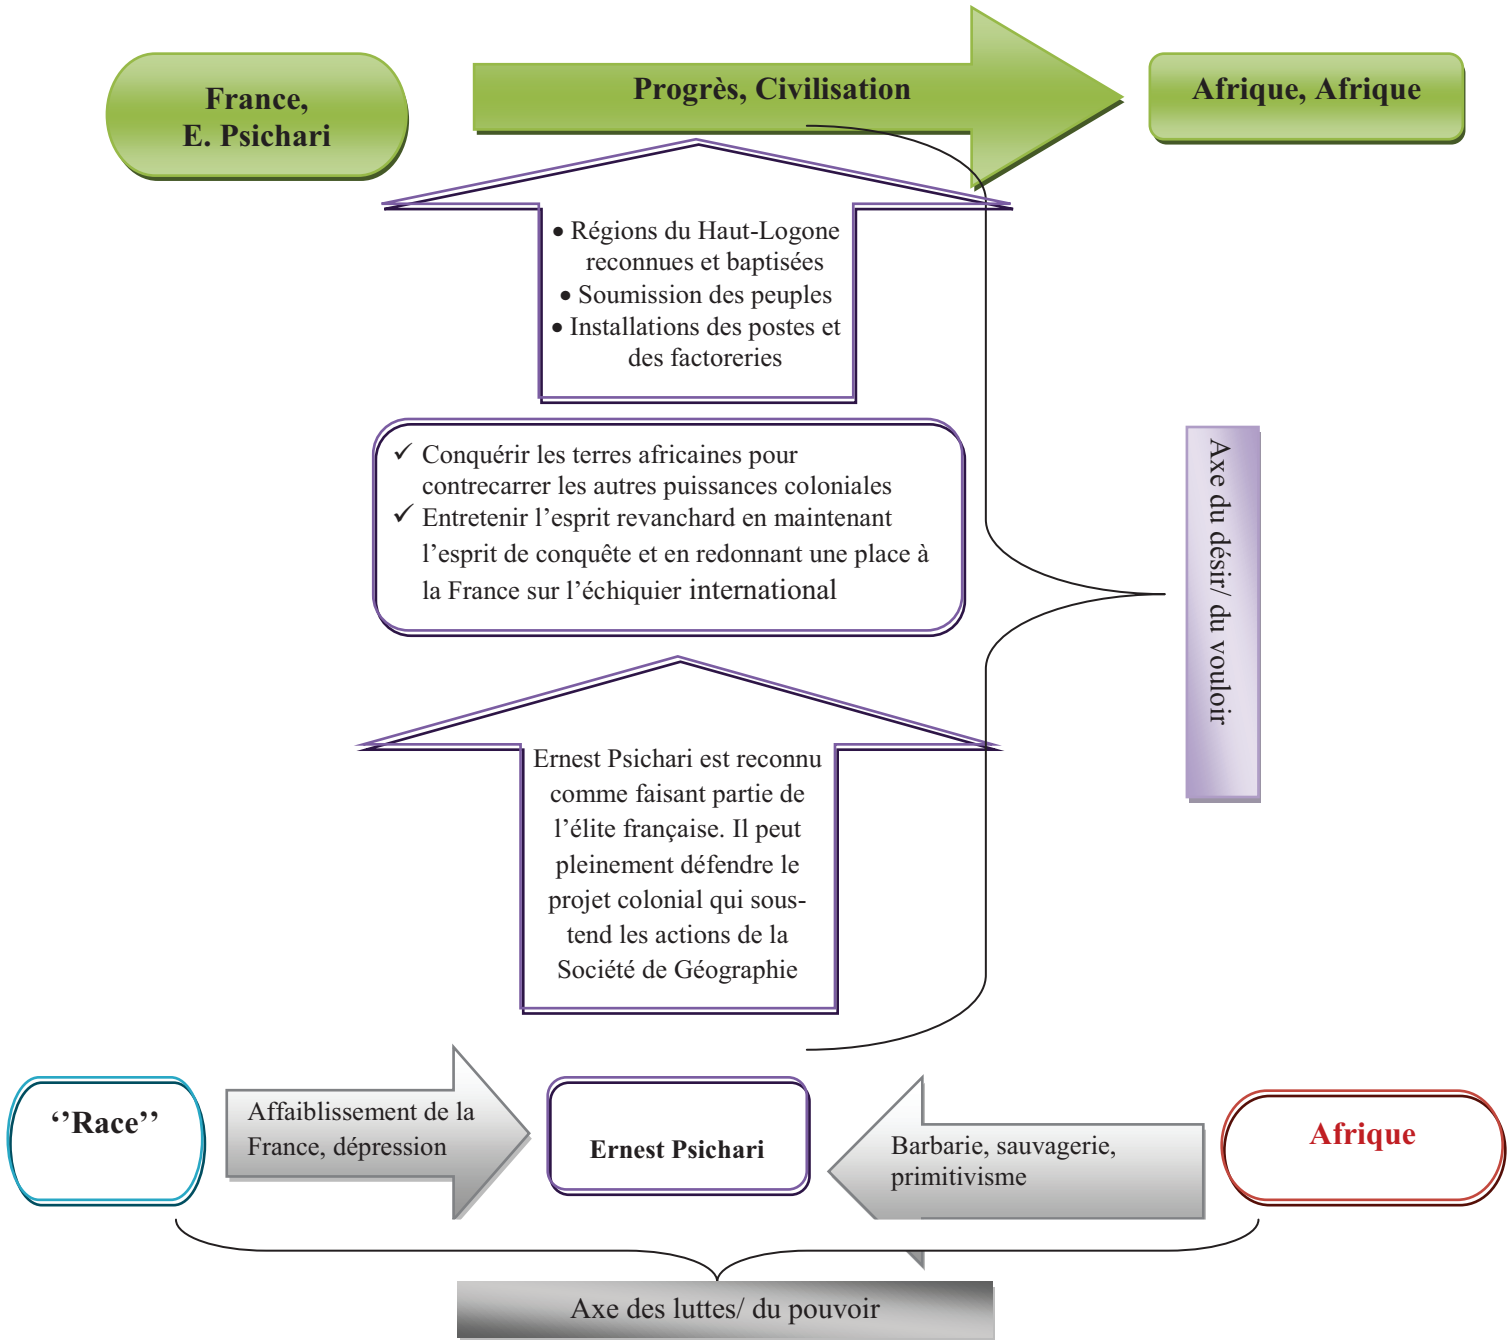 France,
E. Psichari
Progrès, Civilisation
Afrique, Afrique
• Régions du Haut-Logone
reconnues et baptisées
• Soumission des peuples
• Installations des postes et
des factoreries
✓ Conquérir les terres africaines pour
contrecarrer les autres puissances coloniales
✓ Entretenir l’esprit revanchard en maintenant
l’esprit de conquête et en redonnant une place à
la France sur l’échiquier international
Axe du désir/ du vouloir
Ernest Psichari est reconnu
comme faisant partie de
l’élite française. Il peut
pleinement défendre le
projet colonial qui sous-
tend les actions de la
Société de Géographie
‘’Race’’
Affaiblissement de la
France, dépression
Ernest Psichari
Barbarie, sauvagerie,
primitivisme
Afrique
Axe des luttes/ du pouvoir